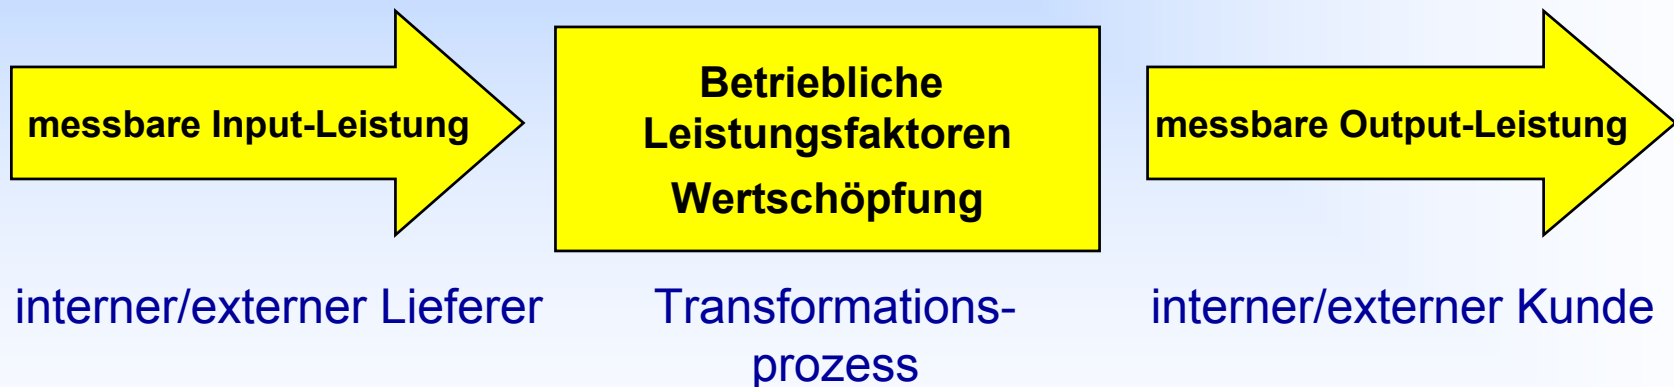 messbare Input-Leistung
Betriebliche
Leistungsfaktoren
Wertschöpfung
messbare Output-Leistung
interner/externer Lieferer
Transformations-
prozess
interner/externer Kunde